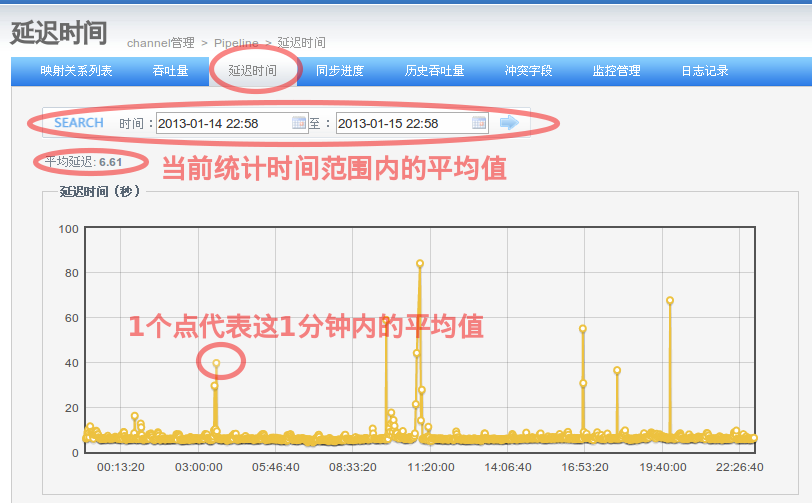 延迟时间
channel管理 > Pipeline > 延迟时间
映射关系列表 吞吐量 延迟时间 同步进度 历史吞吐量 冲突字段 监控管理 日志记录
SEARCH 时间：2013-01-14 22:58 至： 2013-01-15 22:58
平均延迟: 6.61 当前统计时间范围内的平均值
延迟时间（秒）
100
80
60
1个点代表这1分钟内的平均值
40
20
0
00:13:20 03:00:00 05:46:40 08:33:20 11:20:00 14:06:40 16:53:20 19:40:00 22:26:40